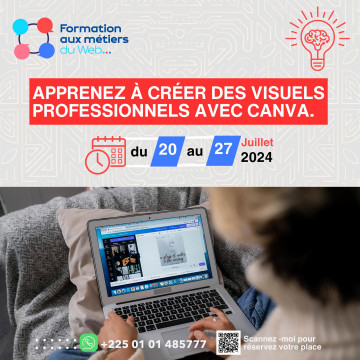 Formation
aux métiers
du Web...
APPRENEZ À CRÉER DES VISUELS
PROFESSIONNELS AVEC CANVA.
du 20 au 27 Juillet
2024
+225 01 01 485777
Scannez -moi pour
réservez votre place